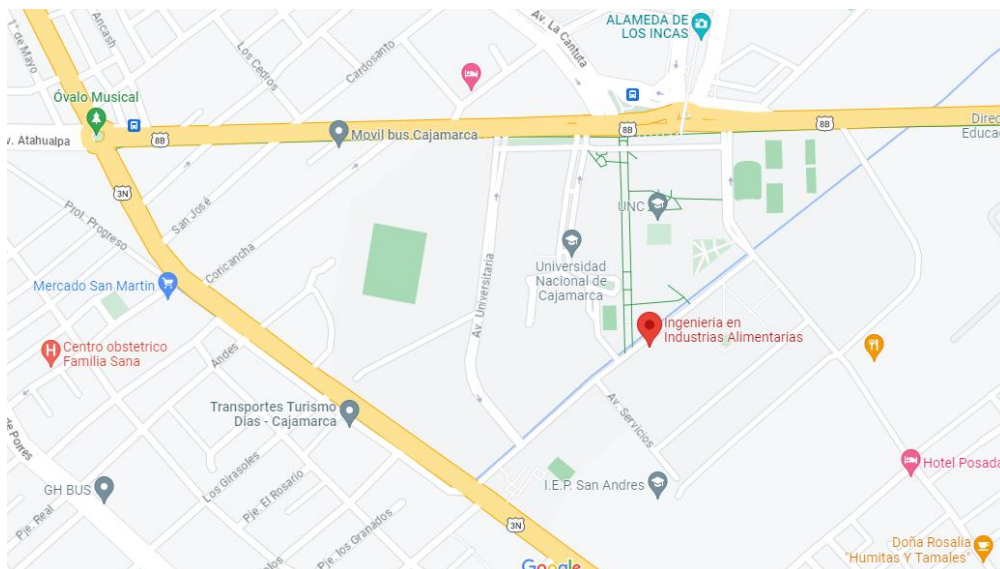 1° de Mayo
Ancash
Los Cedros
Cardosanto
Av. La Cantuta
ALAMEDA DE
LOS INCAS
Óvalo Musical
8B
8B
8B
Movil bus.Cajamarca
Atahualpa
3N
Prol. Progreso
San José
Coricancha
UNC
Universidad
Nacional de
Cajamarca
Av. Universitaria
Mercado San Martin
Ingenieria en
Industrias Alimentarias
Centro obstetrico
Familia Sana
Andes
Transportes Turismo
Dias - Cajamarca
Av. Servicios
de Porres
Los Girasoles
Pje. El Rosario
GH BUS
I.E.P. San Andres
Hotel Posada
Pje. Real
Pje. los Granados
3N
Doña Rosalia
"Humitas Y Tamales"
Google